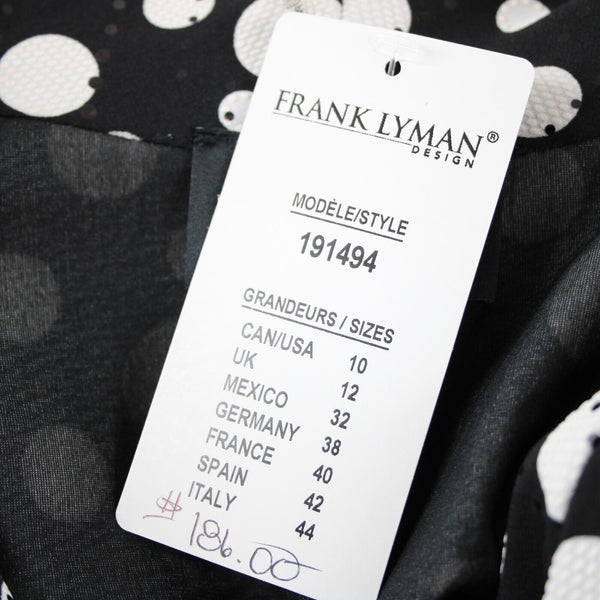 FRANK LYMAN®
DESIGN
MODÈLE/STYLE
191494
GRANDEURS / SIZES
CAN/USA 10
UK 12
MEXICO 32
GERMANY 38
FRANCE 40
SPAIN 42
ITALY 44
$186.00